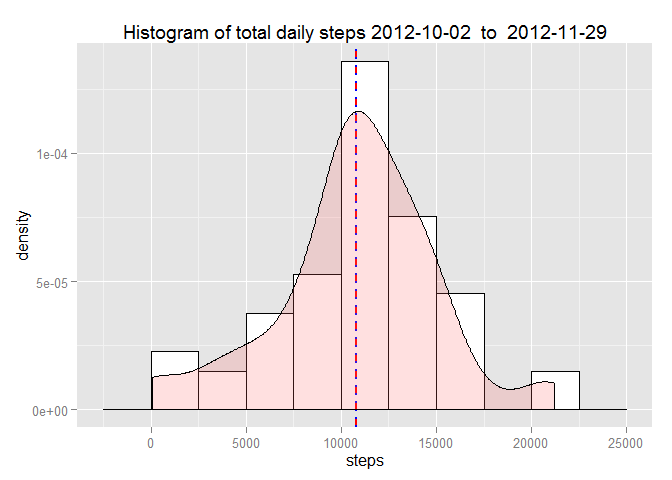 Histogram of total daily steps 2012-10-02 to 2012-11-29
density
1e-04
5e-05
0e+00
0 5000 10000 15000 20000 25000
steps